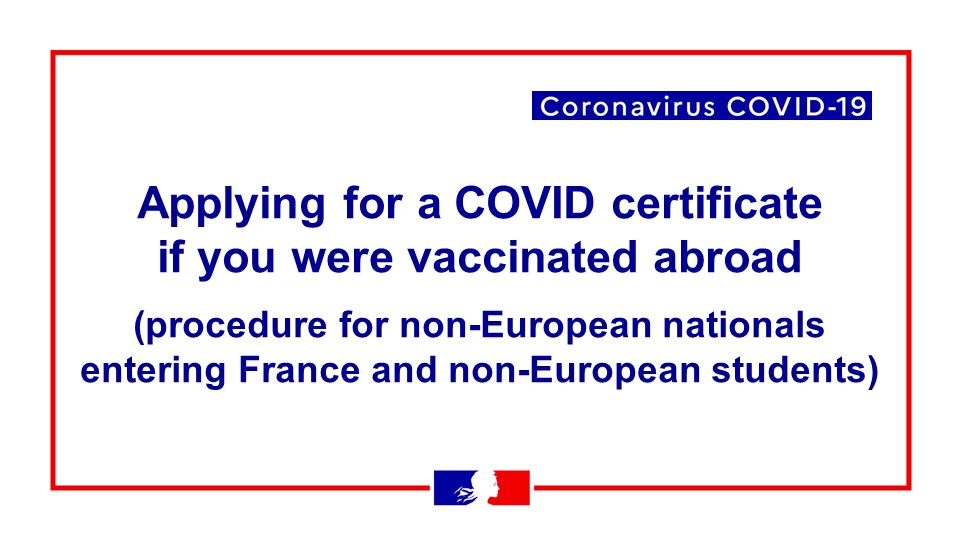 Coronavirus COVID-19
Applying for a COVID certificate
if you were vaccinated abroad
(procedure for non-European nationals
entering France and non-European students)